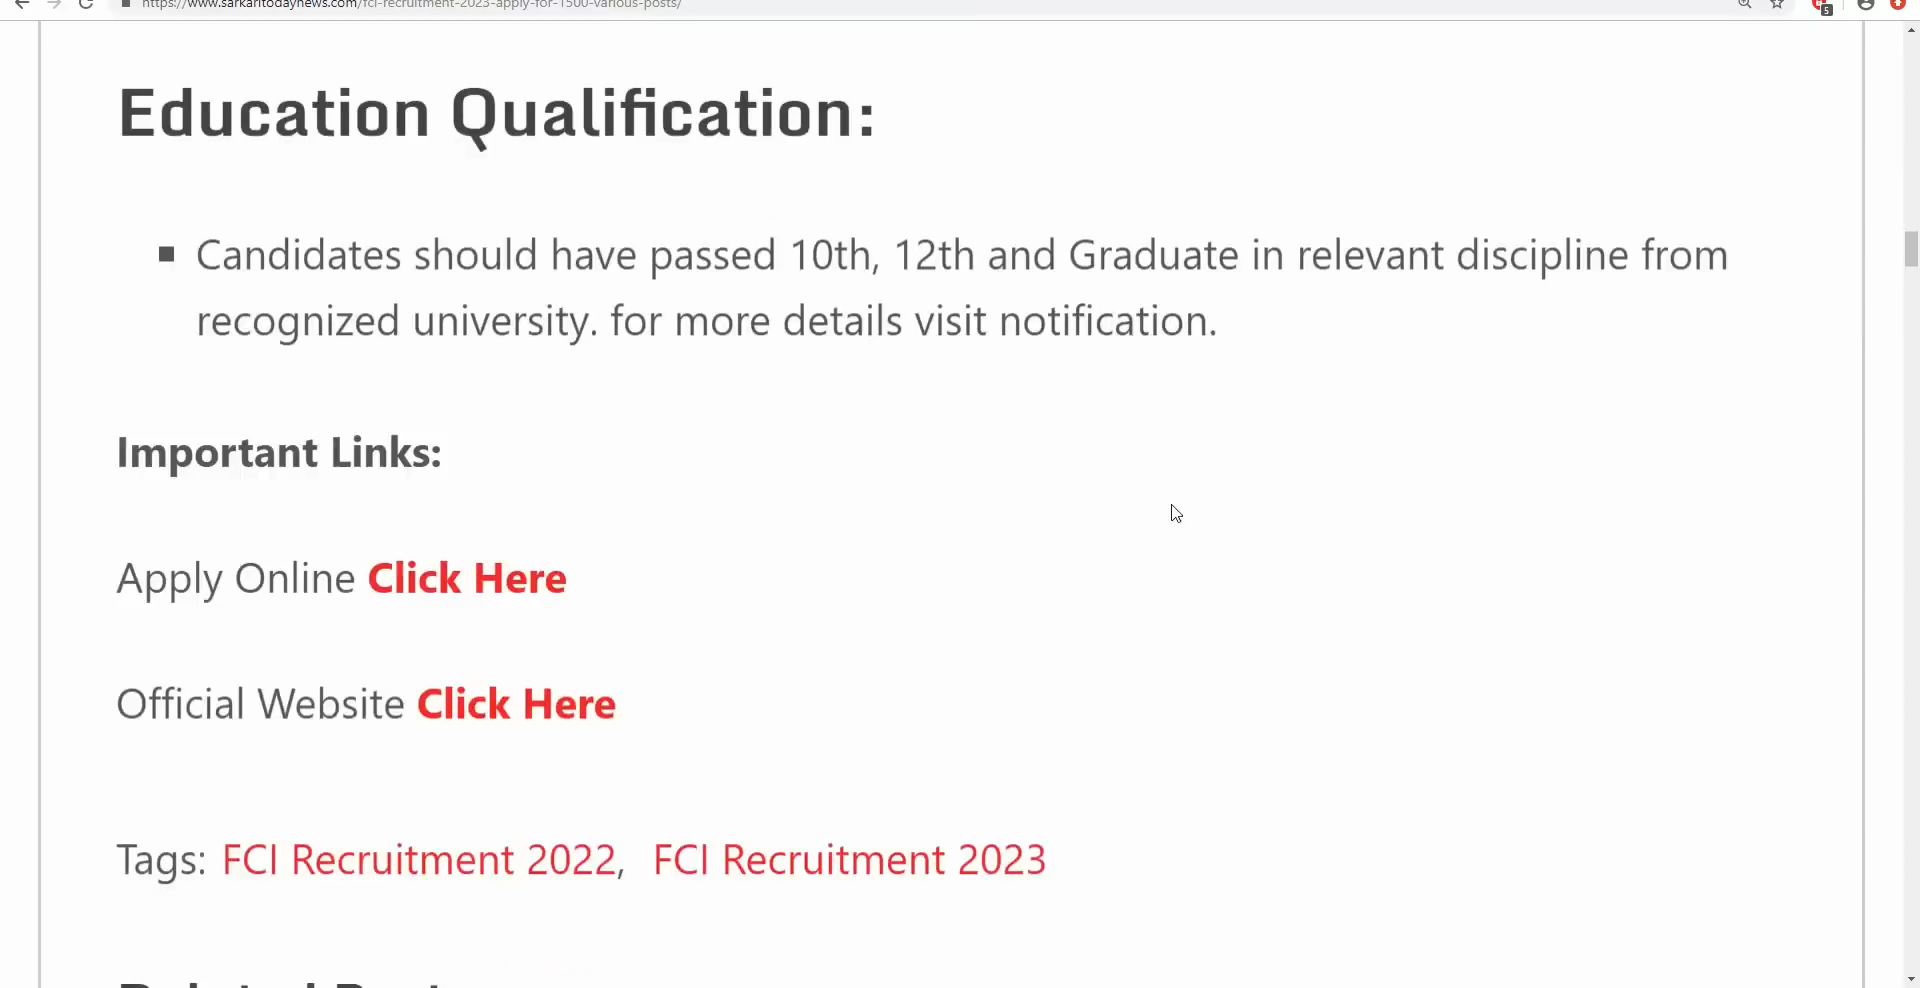 https://www.sarkaritodaynews.com/fci-recruitment-2023-apply-for-1500-various-posts/
5
Education Qualification:
▪ Candidates should have passed 10th, 12th and Graduate in relevant discipline from
recognized university. for more details visit notification.
Important Links:
Apply Online Click Here
Official Website Click Here
Tags: FCI Recruitment 2022, FCI Recruitment 2023